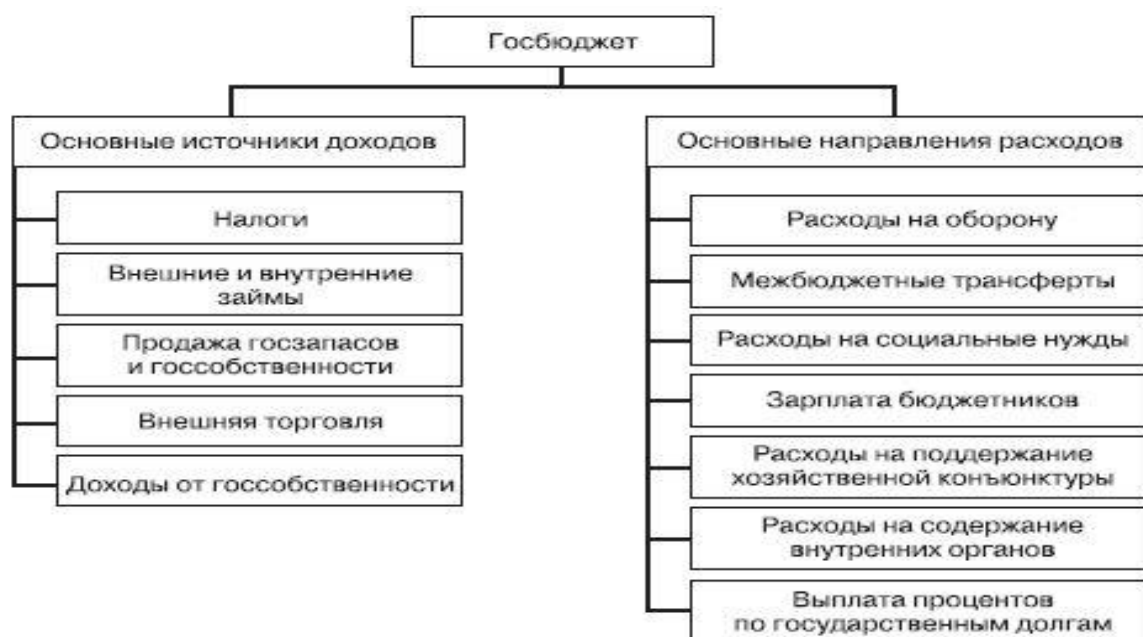 Госбюджет
Основные источники доходов
Налоги
Внешние и внутренние
займы
Продажа госзапасов
и госсобственности
Внешняя торговля
Доходы от госсобственности
Основные направления расходов
Расходы на оборону
Межбюджетные трансферты
Расходы на социальные нужды
Зарплата бюджетников
Расходы на поддержание
хозяйственной конъюнктуры
Расходы на содержание
внутренних органов
Выплата процентов
по государственным долгам